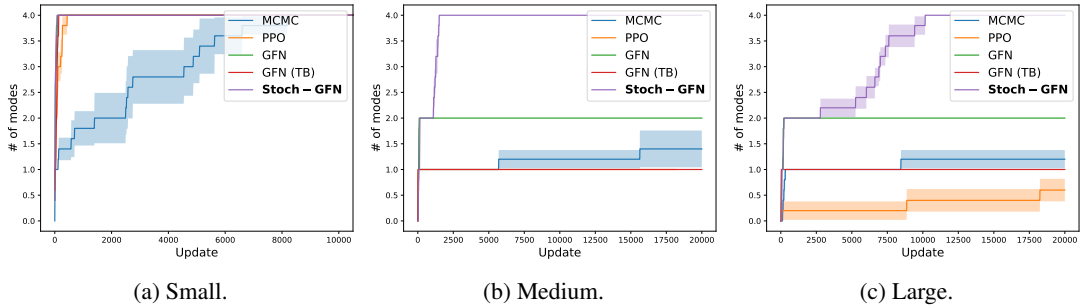 4.0
3.5
3.0
2.5
2.0
1.5
1.0
0.5
0.0
# of modes
0 2000 4000 6000 8000 10000
Update
MCMC
PPO
GFN
GFN (TB)
Stoch − GFN
(a) Small.
4.0
3.5
3.0
2.5
2.0
1.5
1.0
0.5
0.0
# of modes
0 2500 5000 7500 10000 12500 15000 17500 20000
Update
MCMC
PPO
GFN
GFN (TB)
Stoch − GFN
(b) Medium.
4.0
3.5
3.0
2.5
2.0
1.5
1.0
0.5
0.0
# of modes
0 2500 5000 7500 10000 12500 15000 17500 20000
Update
MCMC
PPO
GFN
GFN (TB)
Stoch − GFN
(c) Large.